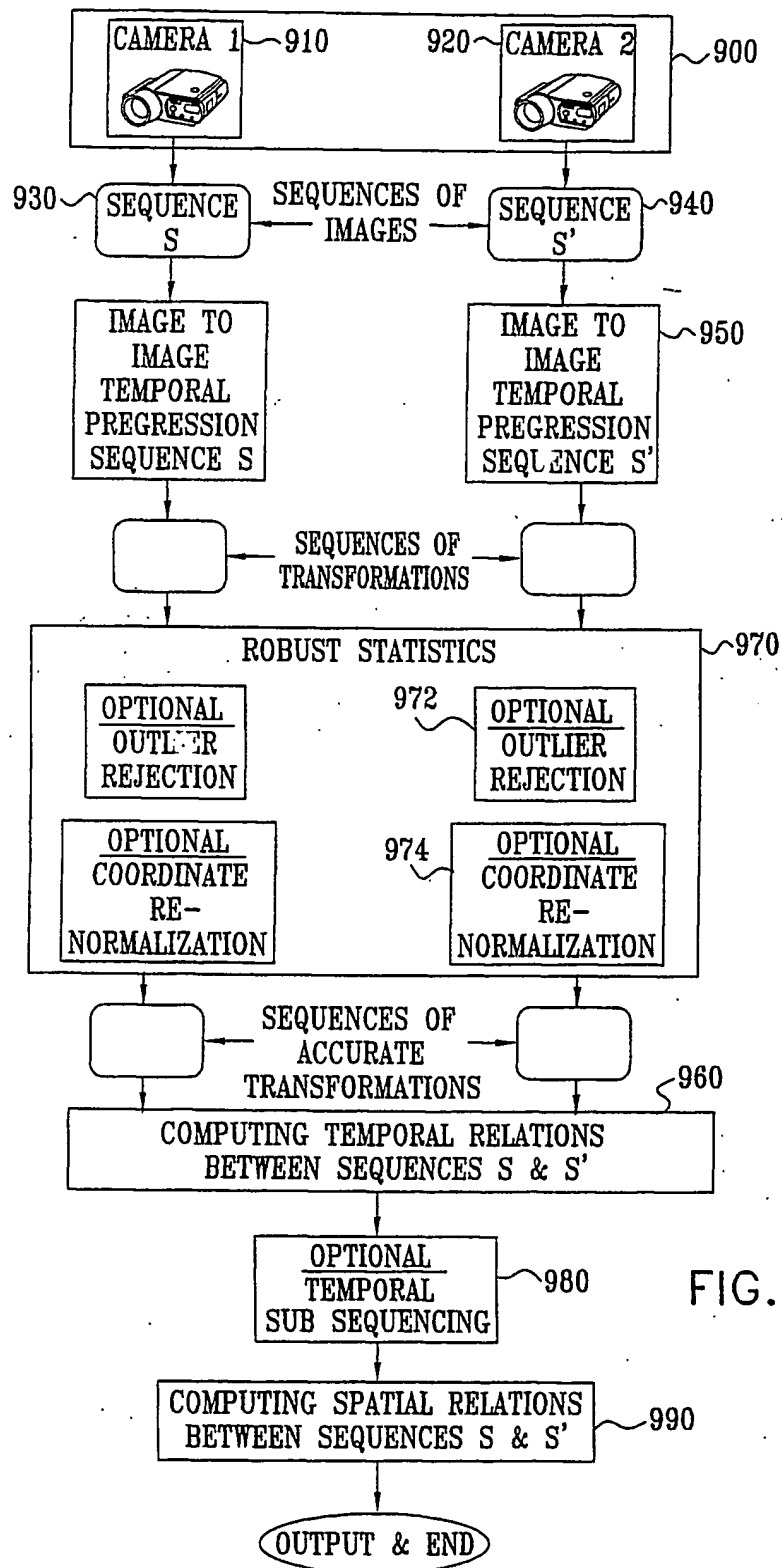 CAMERA 1
910
920
CAMERA 2
900
930
SEQUENCE
S
SEQUENCES OF
IMAGES
SEQUENCE
S'
940
IMAGE TO
IMAGE
TEMPORAL
PREGRESSION
SEQUENCE S
IMAGE TO
IMAGE
TEMPORAL
PREGRESSION
SEQUENCE S'
950
SEQUENCES OF
TRANSFORMATIONS
ROBUST STATISTICS
970
OPTIONAL
OUTLIER
REJECTION
972
OPTIONAL
OUTLIER
REJECTION
OPTIONAL
COORDINATE
RE-
NORMALIZATION
974
OPTIONAL
COORDINATE
RE-
NORMALIZATION
SEQUENCES OF
ACCURATE
TRANSFORMATIONS
960
COMPUTING TEMPORAL RELATIONS
BETWEEN SEQUENCES S & S'
OPTIONAL
TEMPORAL
SUB SEQUENCING
980
FIG.
COMPUTING SPATIAL RELATIONS
BETWEEN SEQUENCES S & S'
990
OUTPUT & END